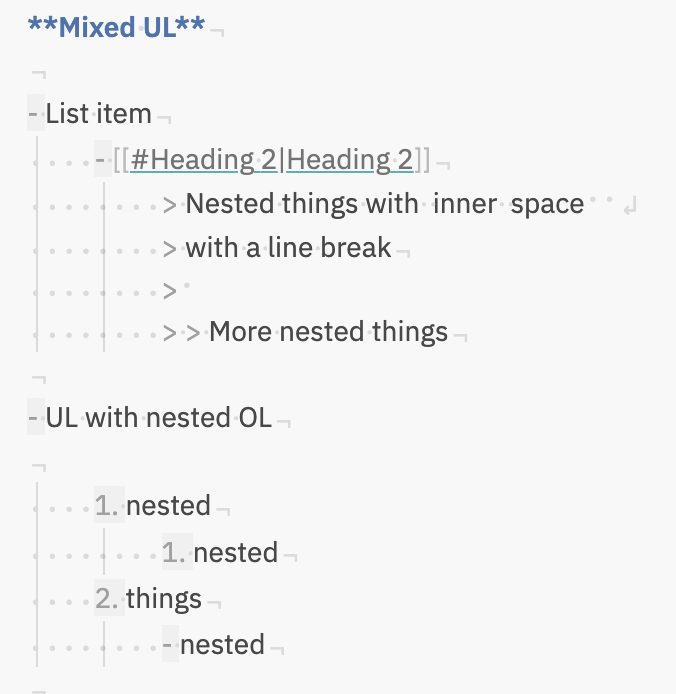 **Mixed UL**
- List item
    - [[#Heading 2|Heading 2]]
        > Nested things with  inner  space  
        > with a line break
        > 
        > > More nested things
- UL with nested OL
    1. nested
        1. nested
    2. things
        - nested